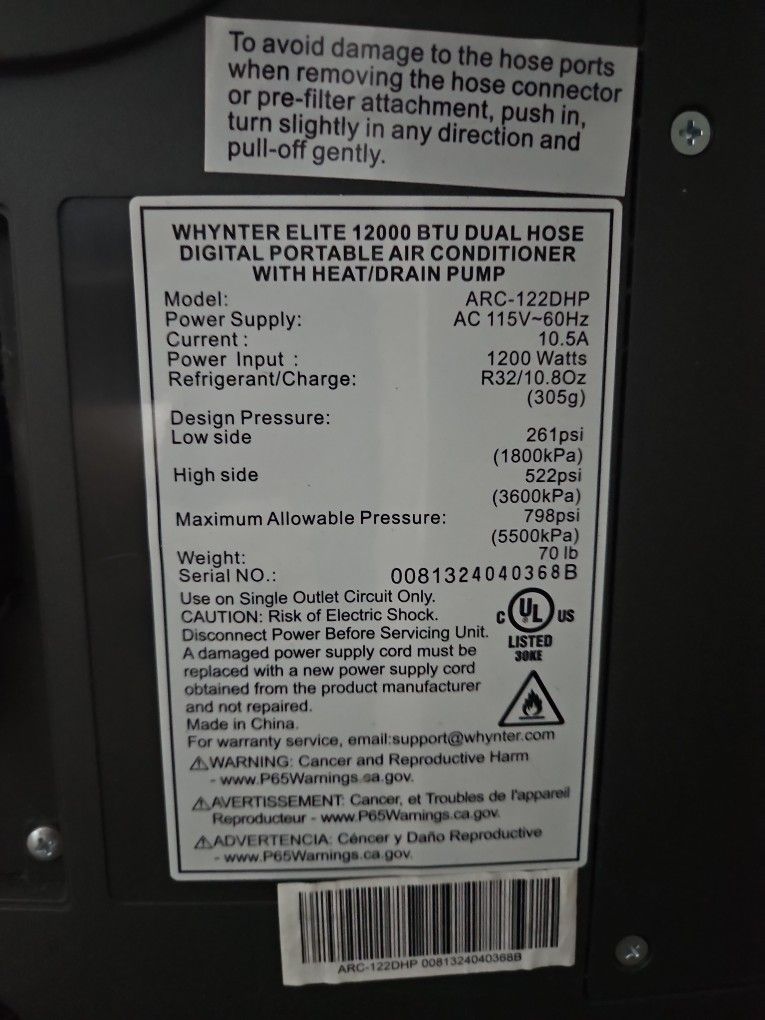 To avoid damage to the hose ports
when removing the hose connector
or pre-filter attachment, push in,
turn slightly in any direction and
pull-off gently.
WHYNTER ELITE 12000 BTU DUAL HOSE
DIGITAL PORTABLE AIR CONDITIONER
WITH HEAT/DRAIN PUMP
Model: ARC-122DHP
Power Supply: AC 115V~60Hz
Current : 10.5A
Power Input : 1200 Watts
Refrigerant/Charge: R32/10.8Oz
(305g)
Design Pressure:
Low side 261psi
(1800kPa)
High side 522psi
(3600kPa)
Maximum Allowable Pressure: 798psi
(5500kPa)
Weight: 70 lb
Serial NO.: 0081324040368B
Use on Single Outlet Circuit Only.
CAUTION: Risk of Electric Shock.
Disconnect Power Before Servicing Unit.
A damaged power supply cord must be
replaced with a new power supply cord
obtained from the product manufacturer
and not repaired.
Made in China.
C UL US
LISTED
30KE
For warranty service, email:support@whynter.com
WARNING: Cancer and Reproductive Harm
- www.P65Warnings.ca.gov.
AVERTISSEMENT: Cancer, et Troubles de l'appareil
Reproducteur - www.P65Warnings.ca.gov.
ADVERTENCIA: Céncer y Daño Reproductive
- www.P65Warnings.ca.gov.
ARC-122DHP 0081324040368B